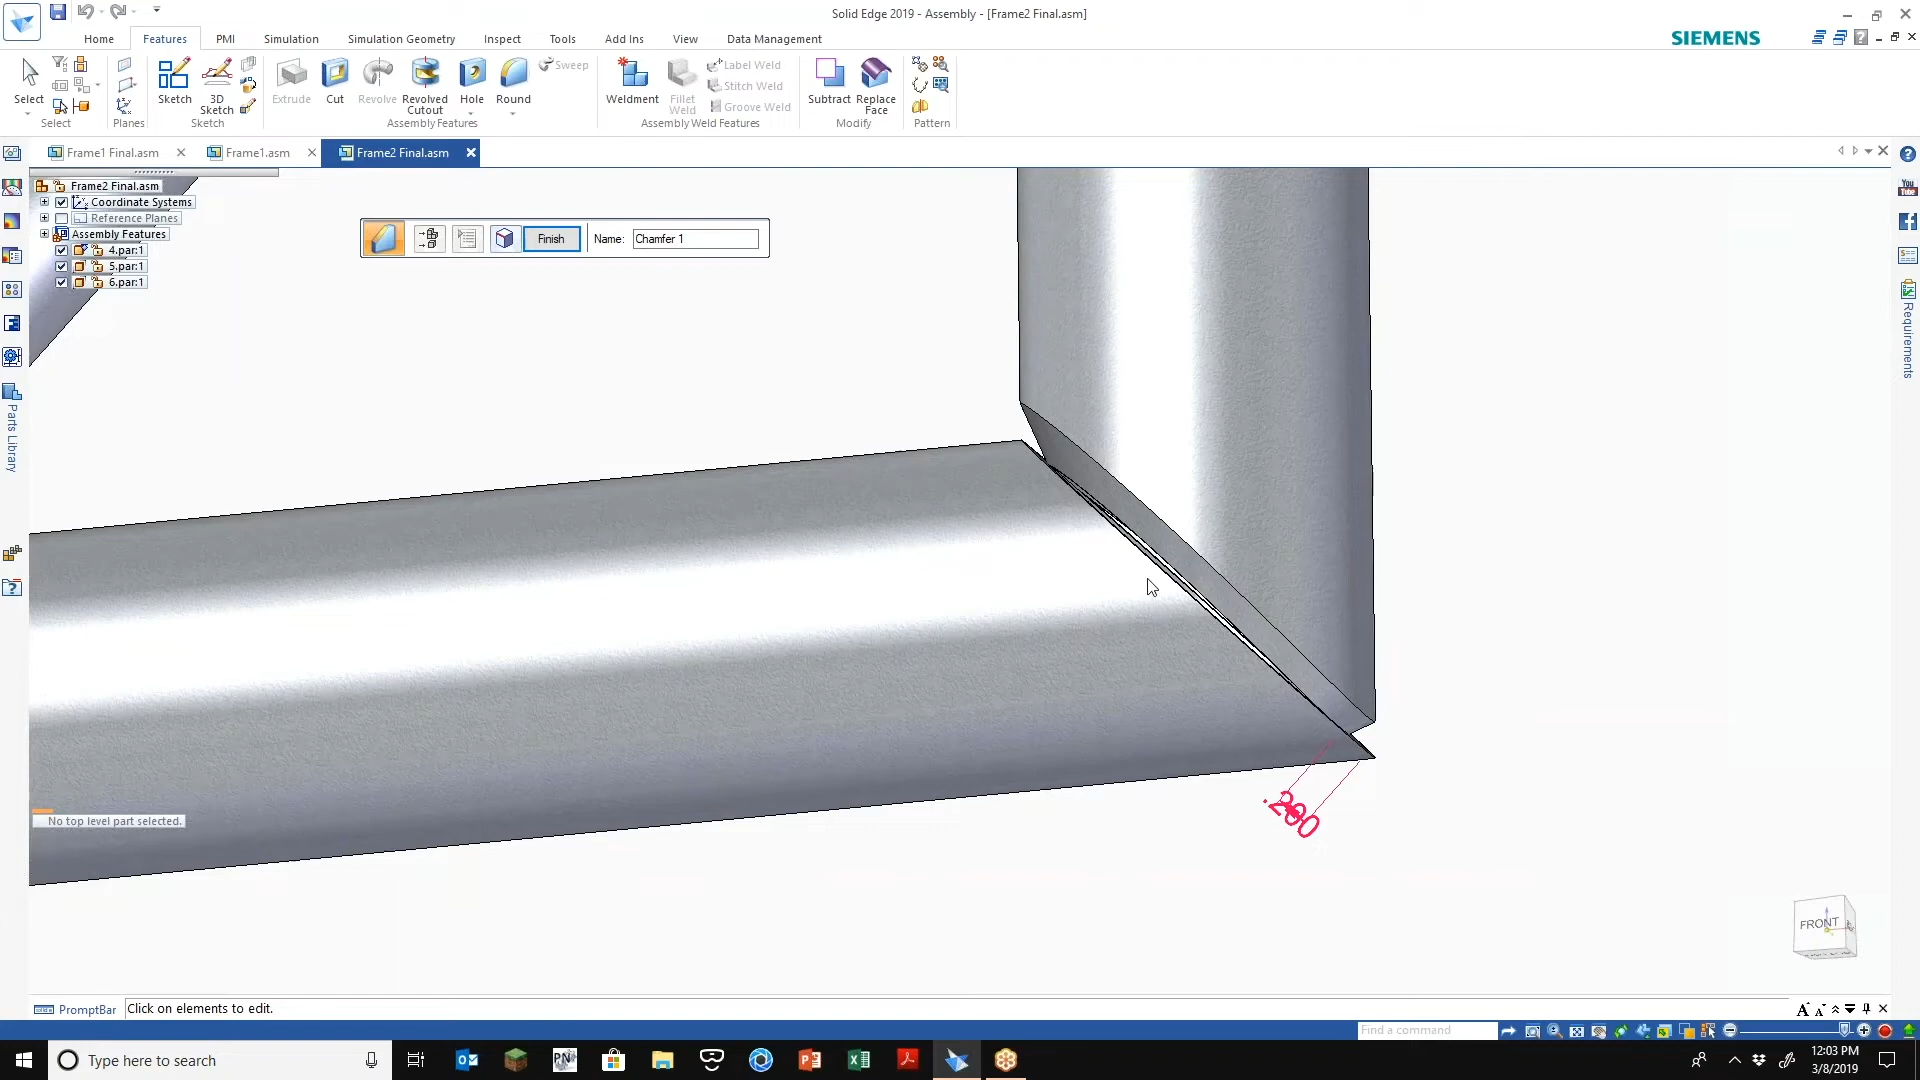 Solid Edge 2019 - Assembly - [Frame2 Final.asm]
Home
Features
PMI
Simulation
Simulation Geometry
Inspect
Tools
Add Ins
View
Data Management
SIEMENS
Select
Sketch
3D
Sketch
Extrude
Cut
Revolve
Revolved
Cutout
Hole
Round
Sweep
Weldment
Fillet
Weld
Label Weld
Stitch Weld
Groove Weld
Subtract
Replace
Face
Select
Planes
Sketch
Assembly Features
Assembly Weld Features
Modify
Pattern
Frame1 Final.asm
Frame1.asm
Frame2 Final.asm
Frame2 Final.asm
Coordinate Systems
Reference Planes
Assembly Features
4.par:1
5.par:1
6.par:1
Finish
Name:
Chamfer 1
Parts Library
You
Tube
Requirements
No top level part selected.
FRONT
PromptBar
Click on elements to edit.
Find a command
Type here to search
12:03 PM
3/8/2019